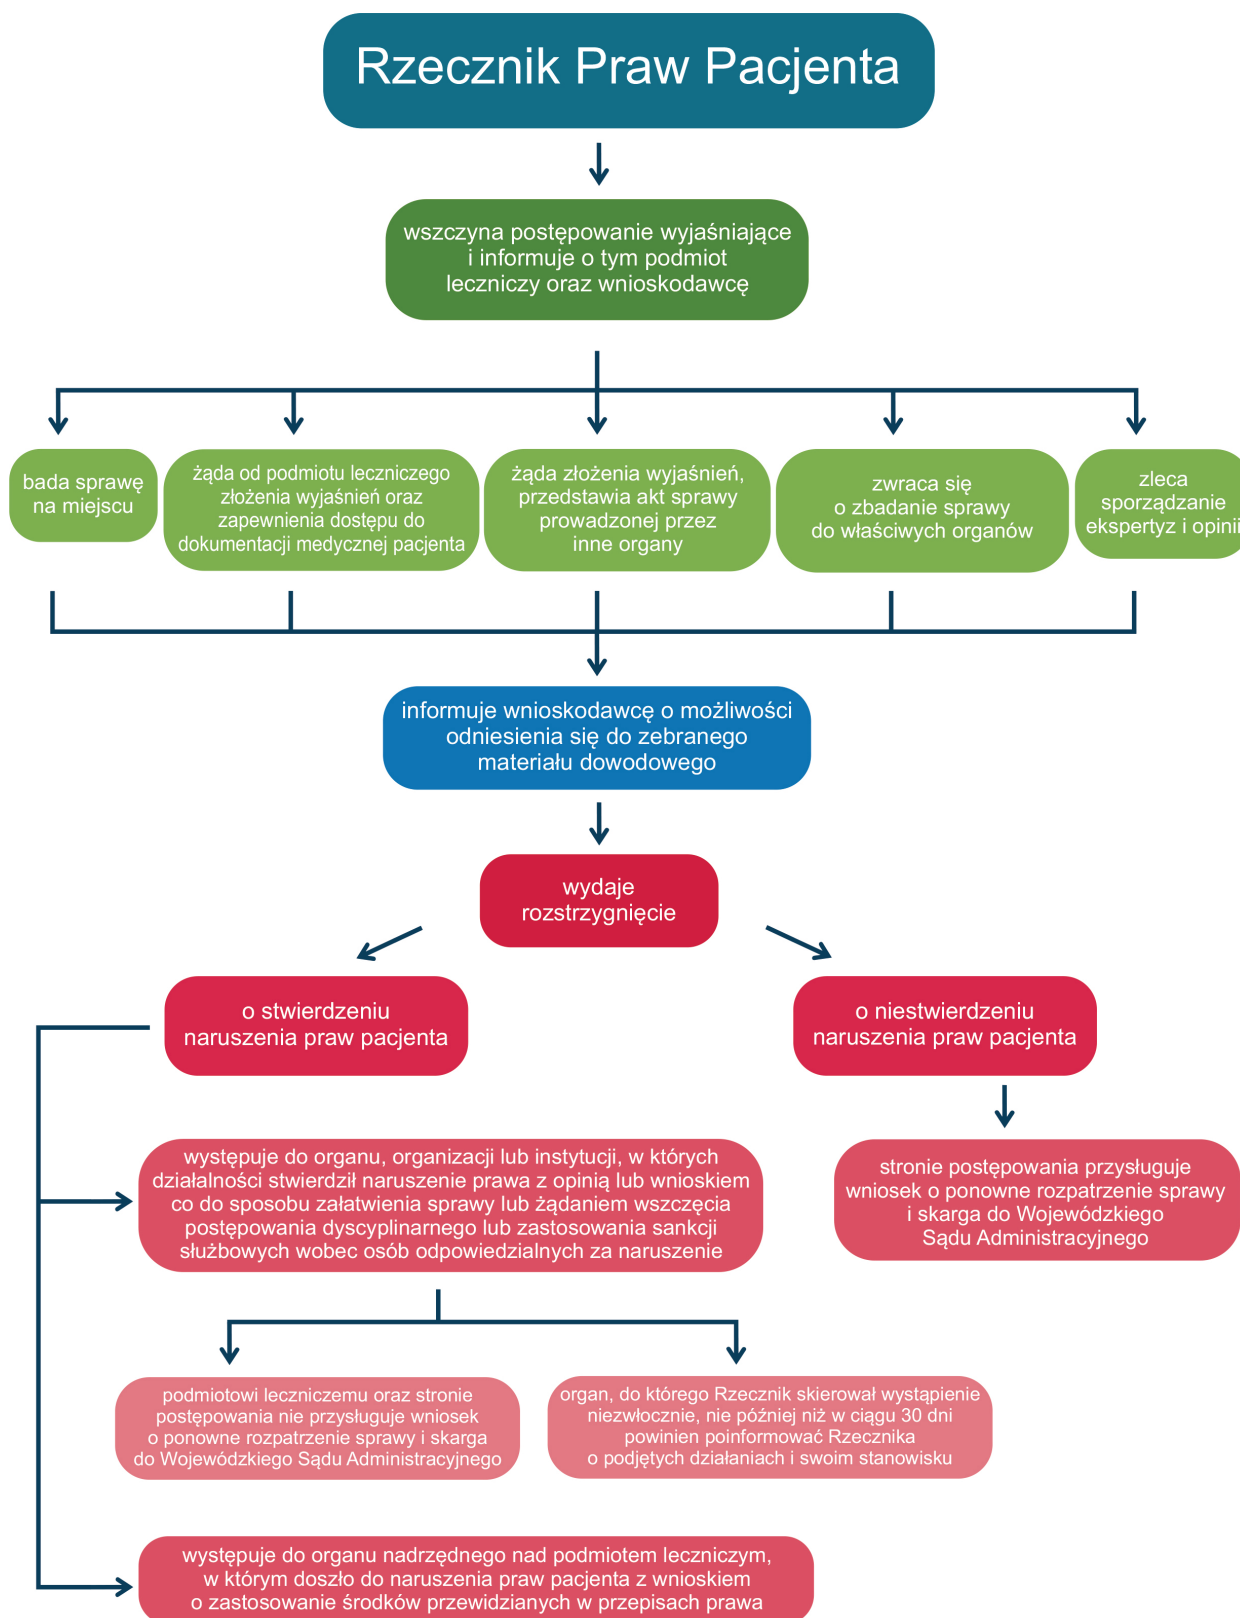 Rzecznik Praw Pacjenta
wszczyna postępowanie wyjaśniające
i informuje o tym podmiot
leczniczy oraz wnioskodawcę
bada sprawę
na miejscu
żąda od podmiotu leczniczego
złożenia wyjaśnień oraz
zapewnienia dostępu do
dokumentacji medycznej pacjenta
żąda złożenia wyjaśnień,
przedstawia akt sprawy
prowadzonej przez
inne organy
zwraca się
o zbadanie sprawy
do właściwych organów
zleca
sporządzanie
ekspertyz i opinii
informuje wnioskodawcę o możliwości
odniesienia się do zebranego
materiału dowodowego
wydaje
rozstrzygnięcie
o stwierdzeniu
naruszenia praw pacjenta
o niestwierdzeniu
naruszenia praw pacjenta
występuje do organu, organizacji lub instytucji, w których
działalności stwierdził naruszenie prawa z opinią lub wnioskiem
co do sposobu załatwienia sprawy lub żądaniem wszczęcia
postępowania dyscyplinarnego lub zastosowania sankcji
służbowych wobec osób odpowiedzialnych za naruszenie
stronie postępowania przysługuje
wniosek o ponowne rozpatrzenie sprawy
i skarga do Wojewódzkiego
Sądu Administracyjnego
podmiotowi leczniczemu oraz stronie
postępowania nie przysługuje wniosek
o ponowne rozpatrzenie sprawy i skarga
do Wojewódzkiego Sądu Administracyjnego
organ, do którego Rzecznik skierował wystąpienie
niezwłocznie, nie później niż w ciągu 30 dni
powinien poinformować Rzecznika
o podjętych działaniach i swoim stanowisku
występuje do organu nadrzędnego nad podmiotem leczniczym,
w którym doszło do naruszenia praw pacjenta z wnioskiem
o zastosowanie środków przewidzianych w przepisach prawa